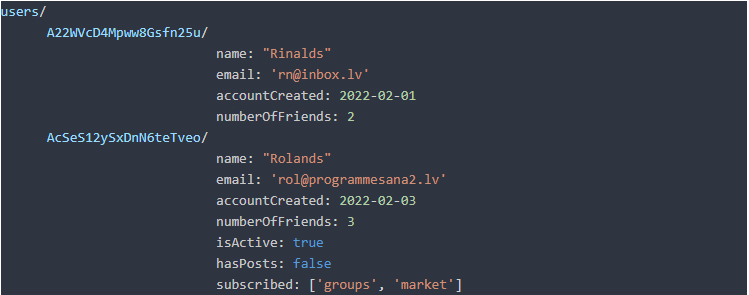 users/
A22WVcD4Mpww8Gsfn25u/
name: "Rinalds"
email: 'rn@inbox.lv'
accountCreated: 2022-02-01
numberOfFriends: 2
AcSeS12ySxDnN6teTveo/
name: "Rolands"
email: 'rol@programmesana2.lv'
accountCreated: 2022-02-03
numberOfFriends: 3
isActive: true
hasPosts: false
subscribed: ['groups', 'market']